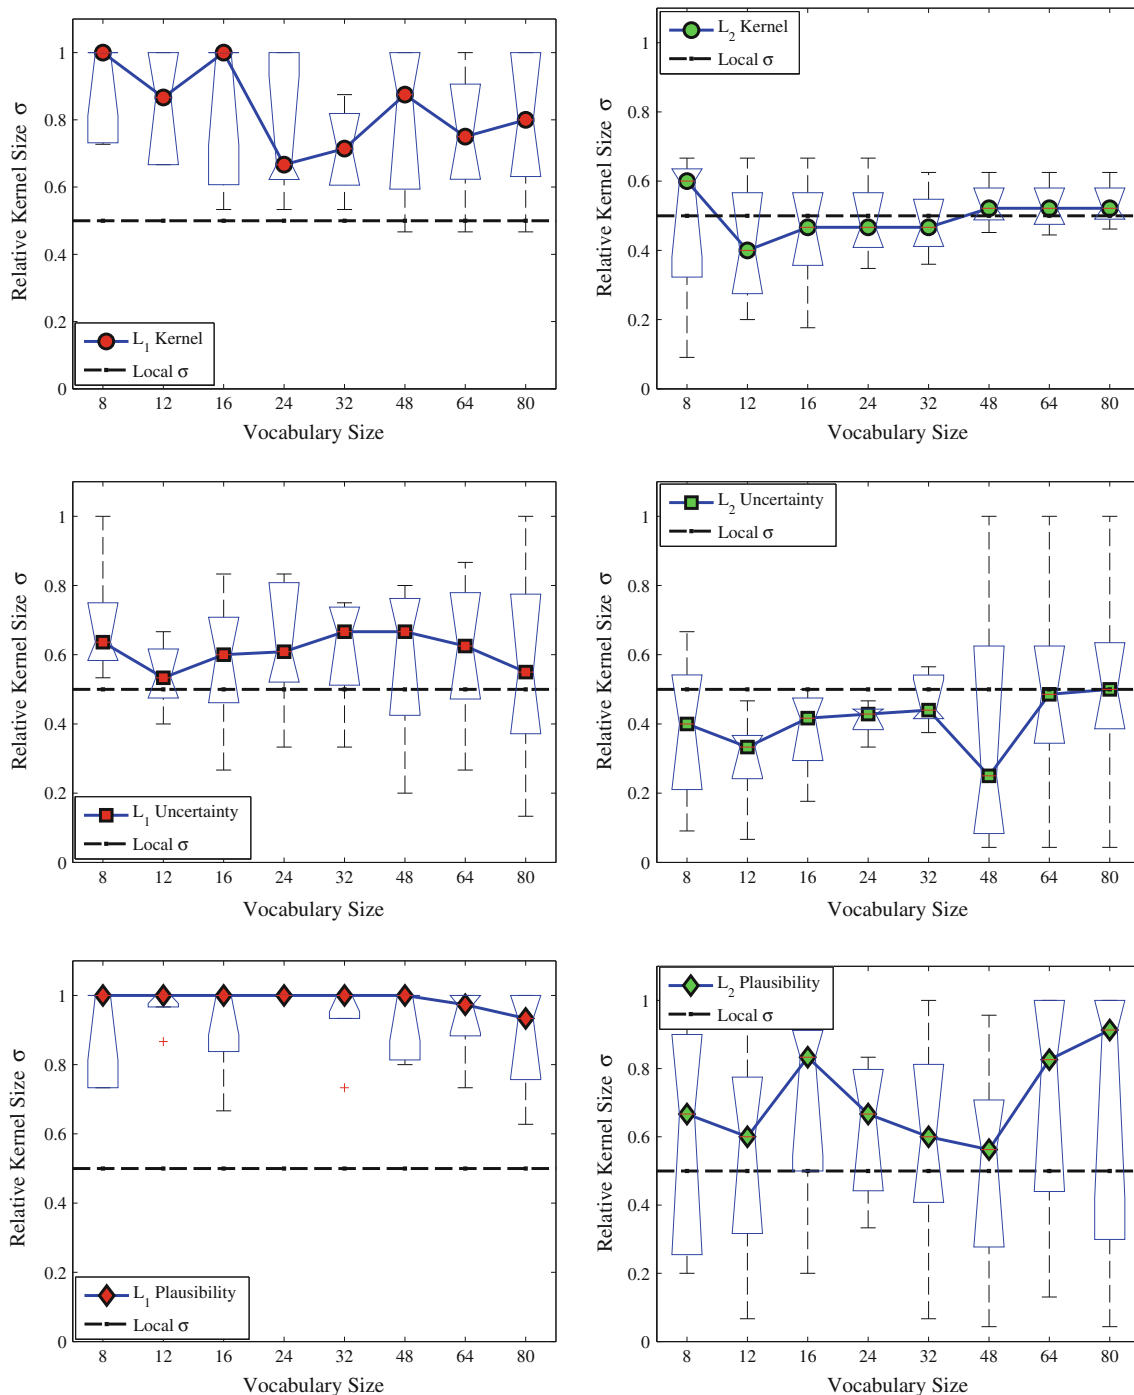 Relative Kernel Size σ
1
0.8
0.6
0.4
0.2
0
8 12 16 24 32 48 64 80
Vocabulary Size
L₁ Kernel
Local σ
Relative Kernel Size σ
1
0.8
0.6
0.4
0.2
0
8 12 16 24 32 48 64 80
Vocabulary Size
L₂ Kernel
Local σ
Relative Kernel Size σ
1
0.8
0.6
0.4
0.2
0
8 12 16 24 32 48 64 80
Vocabulary Size
L₁ Uncertainty
Local σ
Relative Kernel Size σ
1
0.8
0.6
0.4
0.2
0
8 12 16 24 32 48 64 80
Vocabulary Size
L₂ Uncertainty
Local σ
Relative Kernel Size σ
1
0.8
0.6
0.4
0.2
0
8 12 16 24 32 48 64 80
Vocabulary Size
L₁ Plausibility
Local σ
Relative Kernel Size σ
1
0.8
0.6
0.4
0.2
0
8 12 16 24 32 48 64 80
Vocabulary Size
L₂ Plausibility
Local σ